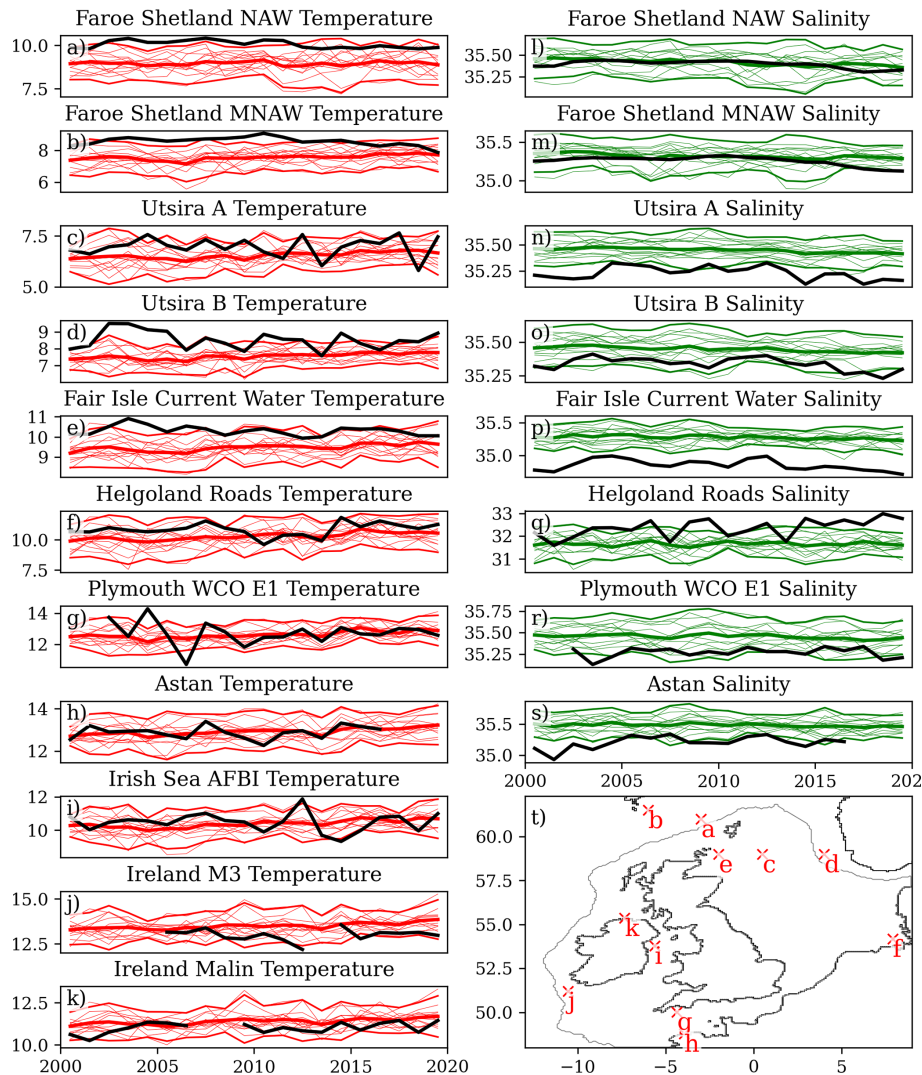 Faroe Shetland NAW Temperature
10.0
7.5
a)
Faroe Shetland MNAW Temperature
8
6
b)
Utsira A Temperature
7.5
5.0
c)
Utsira B Temperature
9
8
7
d)
Fair Isle Current Water Temperature
11
10
9
e)
Helgoland Roads Temperature
10.0
7.5
f)
Plymouth WCO E1 Temperature
14
12
g)
Astan Temperature
14
12
h)
Irish Sea AFBI Temperature
12
10
i)
Ireland M3 Temperature
15.0
12.5
j)
Ireland Malin Temperature
12
10
k)
2000 2005 2010 2015 2020
Faroe Shetland NAW Salinity
35.50
35.25
l)
Faroe Shetland MNAW Salinity
35.5
35.0
m)
Utsira A Salinity
35.50
35.25
n)
Utsira B Salinity
35.50
35.25
o)
Fair Isle Current Water Salinity
35.5
35.0
p)
Helgoland Roads Salinity
33
32
31
q)
Plymouth WCO E1 Salinity
35.75
35.50
35.25
r)
Astan Salinity
35.5
35.0
s)
2000 2005 2010 2015 2020
t)
60.0
57.5
55.0
52.5
50.0
−10 −5 0 5
b
a
e
c
d
k
i
f
j
g
h